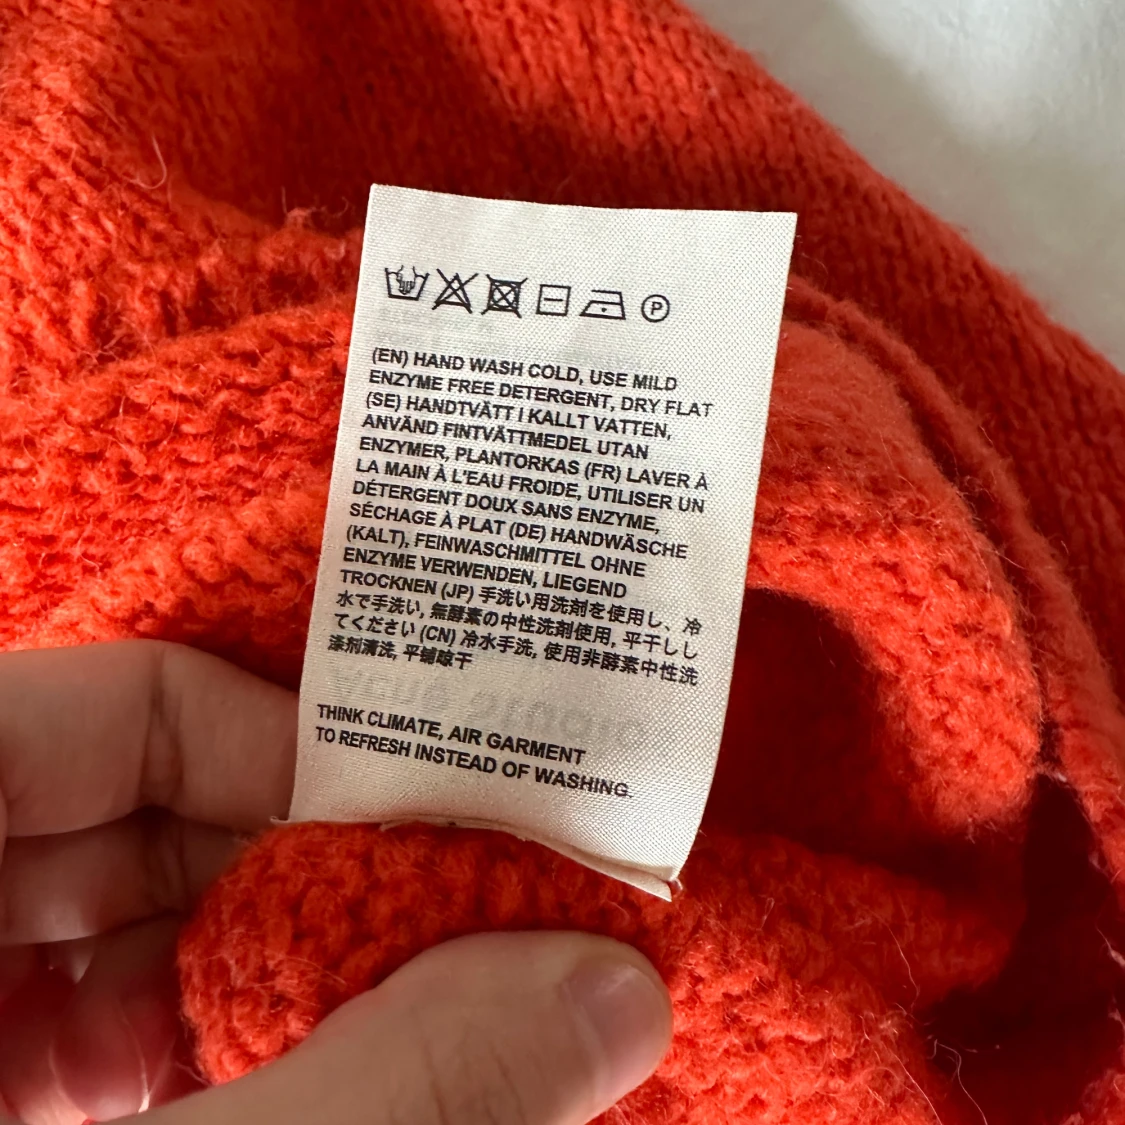 P
(EN) HAND WASH COLD, USE MILD
ENZYME FREE DETERGENT, DRY FLAT
(SE) HANDTVÄTT I KALLT VATTEN,
ANVÄND FINTVÄTTMEDEL UTAN
ENZYMER, PLANTORKAS (FR) LAVER À
LA MAIN À L'EAU FROIDE, UTILISER UN
DÉTERGENT DOUX SANS ENZYME,
SÉCHAGE À PLAT (DE) HANDWÄSCHE
(KALT), FEINWASCHMITTEL OHNE
ENZYME VERWENDEN, LIEGEND
TROCKNEN (JP) 手洗い用洗剤を使用し、冷
水で手洗い, 無酵素の中性洗剤使用, 平干しし
てください (CN) 冷水手洗, 使用非酵素中性洗
涤剂清洗, 平铺晾干
THINK CLIMATE, AIR GARMENT
TO REFRESH INSTEAD OF WASHING.